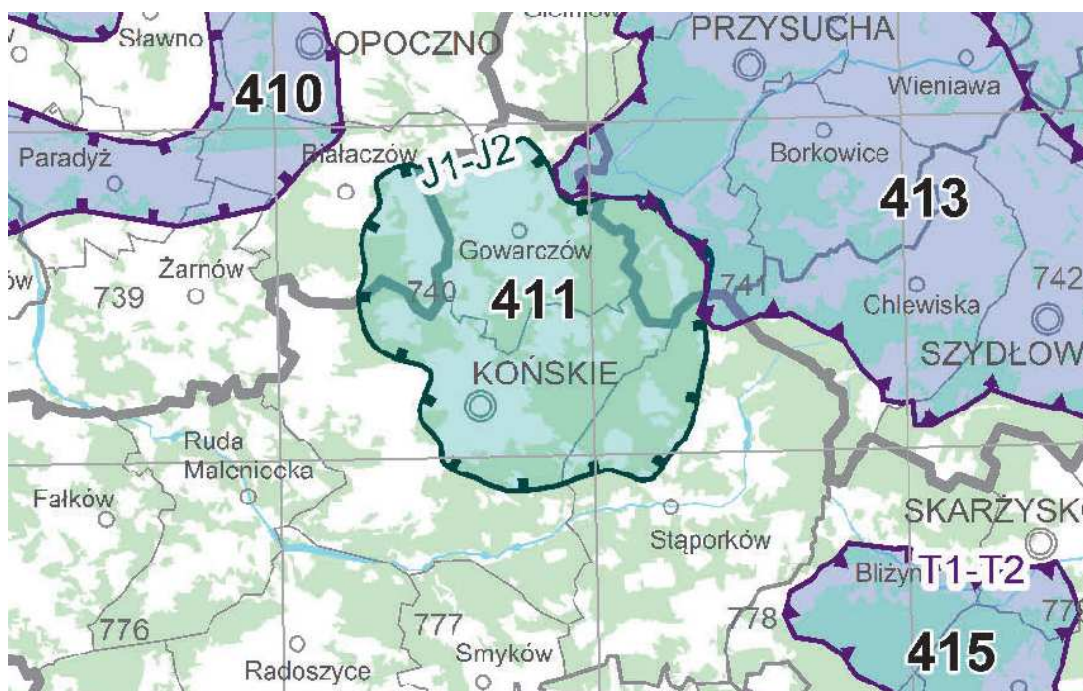 Sławno
OPOCZNO
PRZYSUCHA
Wieniawa
410
Paradyż
Białaczów
J1-J2
Borkowice
413
Gowarczów
Żarnów
739
740
411
741
742
Chlewiska
KOŃSKIE
SZYDŁOW
Ruda
Malenicka
Fałków
SKARŻYSK
Stąporków
Bliżyn
T1-T2
776
777
778
415
Radoszyce
Smyków